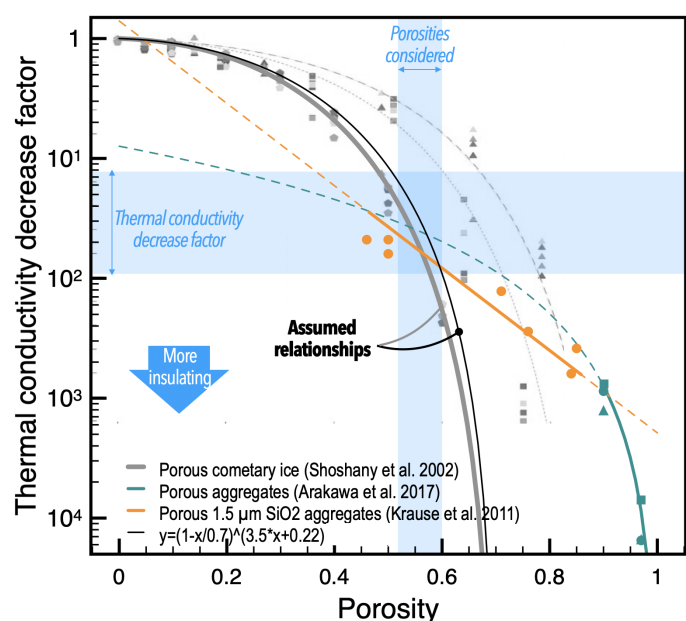 Porosities
considered
1
10¹
10²
10³
10⁴
Thermal conductivity decrease factor
Thermal conductivity
decrease factor
Assumed
relationships
More
insulating
Porous cometary ice (Shoshany et al. 2002)
Porous aggregates (Arakawa et al. 2017)
Porous 1.5 µm SiO2 aggregates (Krause et al. 2011)
y=(1-x/0.7)^(3.5*x+0.22)
0 0.2 0.4 0.6 0.8 1
Porosity